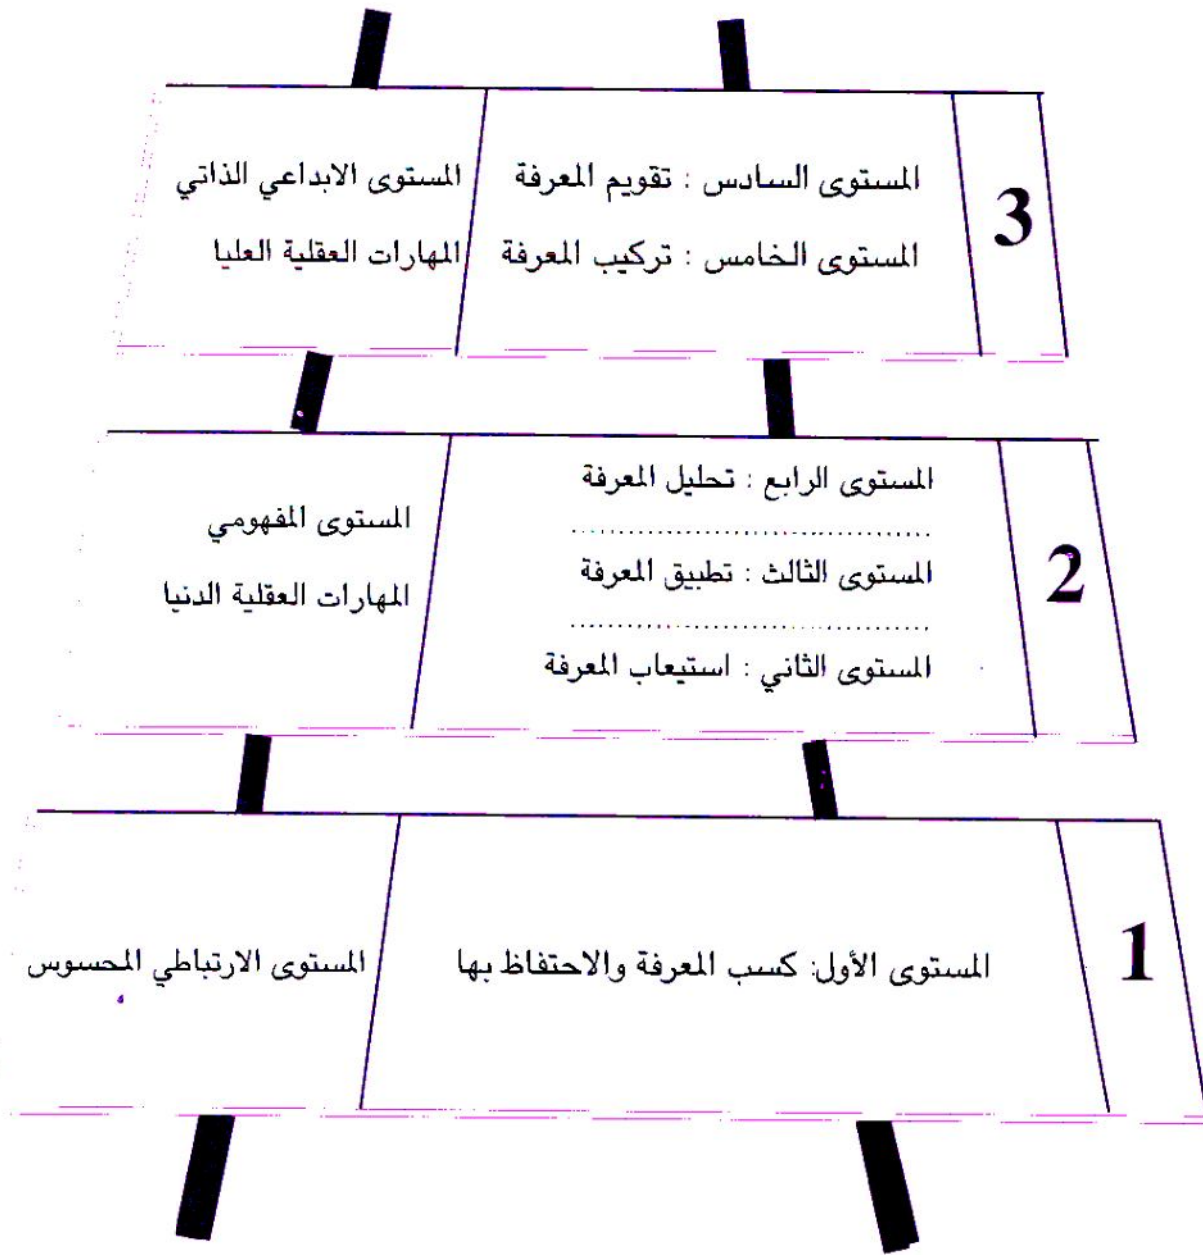 3
المستوى السادس : تقويم المعرفة
المستوى الخامس : تركيب المعرفة
المستوى الابداعي الذاتي
المهارات العقلية العليا
2
المستوى الرابع : تحليل المعرفة
المستوى الثالث : تطبيق المعرفة
المستوى الثاني : استيعاب المعرفة
المستوى المفهومي
المهارات العقلية الدنيا
1
المستوى الأول: كسب المعرفة والاحتفاظ بها
المستوى الارتباطي المحسوس